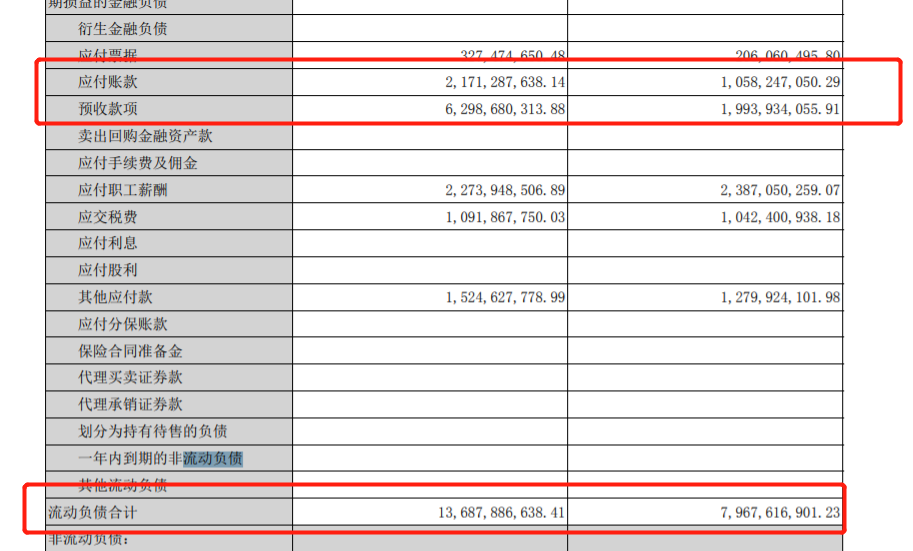 期损益的金融负债
衍生金融负债
应付票据 327,474,650.48 206,060,495.80
应付账款 2,171,287,638.14 1,058,247,050.29
预收款项 6,298,680,313.88 1,993,934,055.91
卖出回购金融资产款
应付手续费及佣金
应付职工薪酬 2,273,948,506.89 2,387,050,259.07
应交税费 1,091,867,750.03 1,042,400,938.18
应付利息
应付股利
其他应付款 1,524,627,778.99 1,279,924,101.98
应付分保账款
保险合同准备金
代理买卖证券款
代理承销证券款
划分为持有待售的负债
一年内到期的非流动负债
其他流动负债
流动负债合计 13,687,886,638.41 7,967,616,901.23
非流动负债：